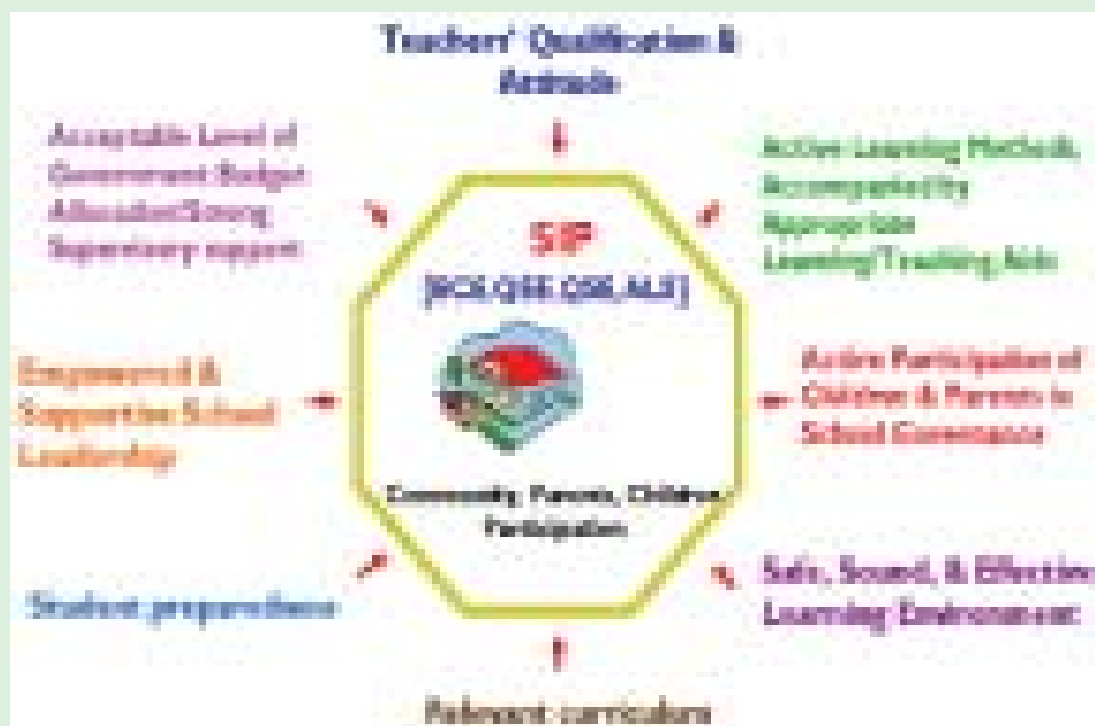 Teachers' Qualification &
Attitude
Acceptable Level of
Government Budget
Allocation/Strong
Supervisory support
Active Learning Methods,
Accompanied by
Appropriate
Learning/Teaching Aids
SIP
Empowered &
Supportive School
Leadership
Active Participation of
Children & Parents in
School Governance
Community, Parents, Children
Participation
Student preparedness
Safe, Sound, & Effective
Learning Environment
Relevant curriculum